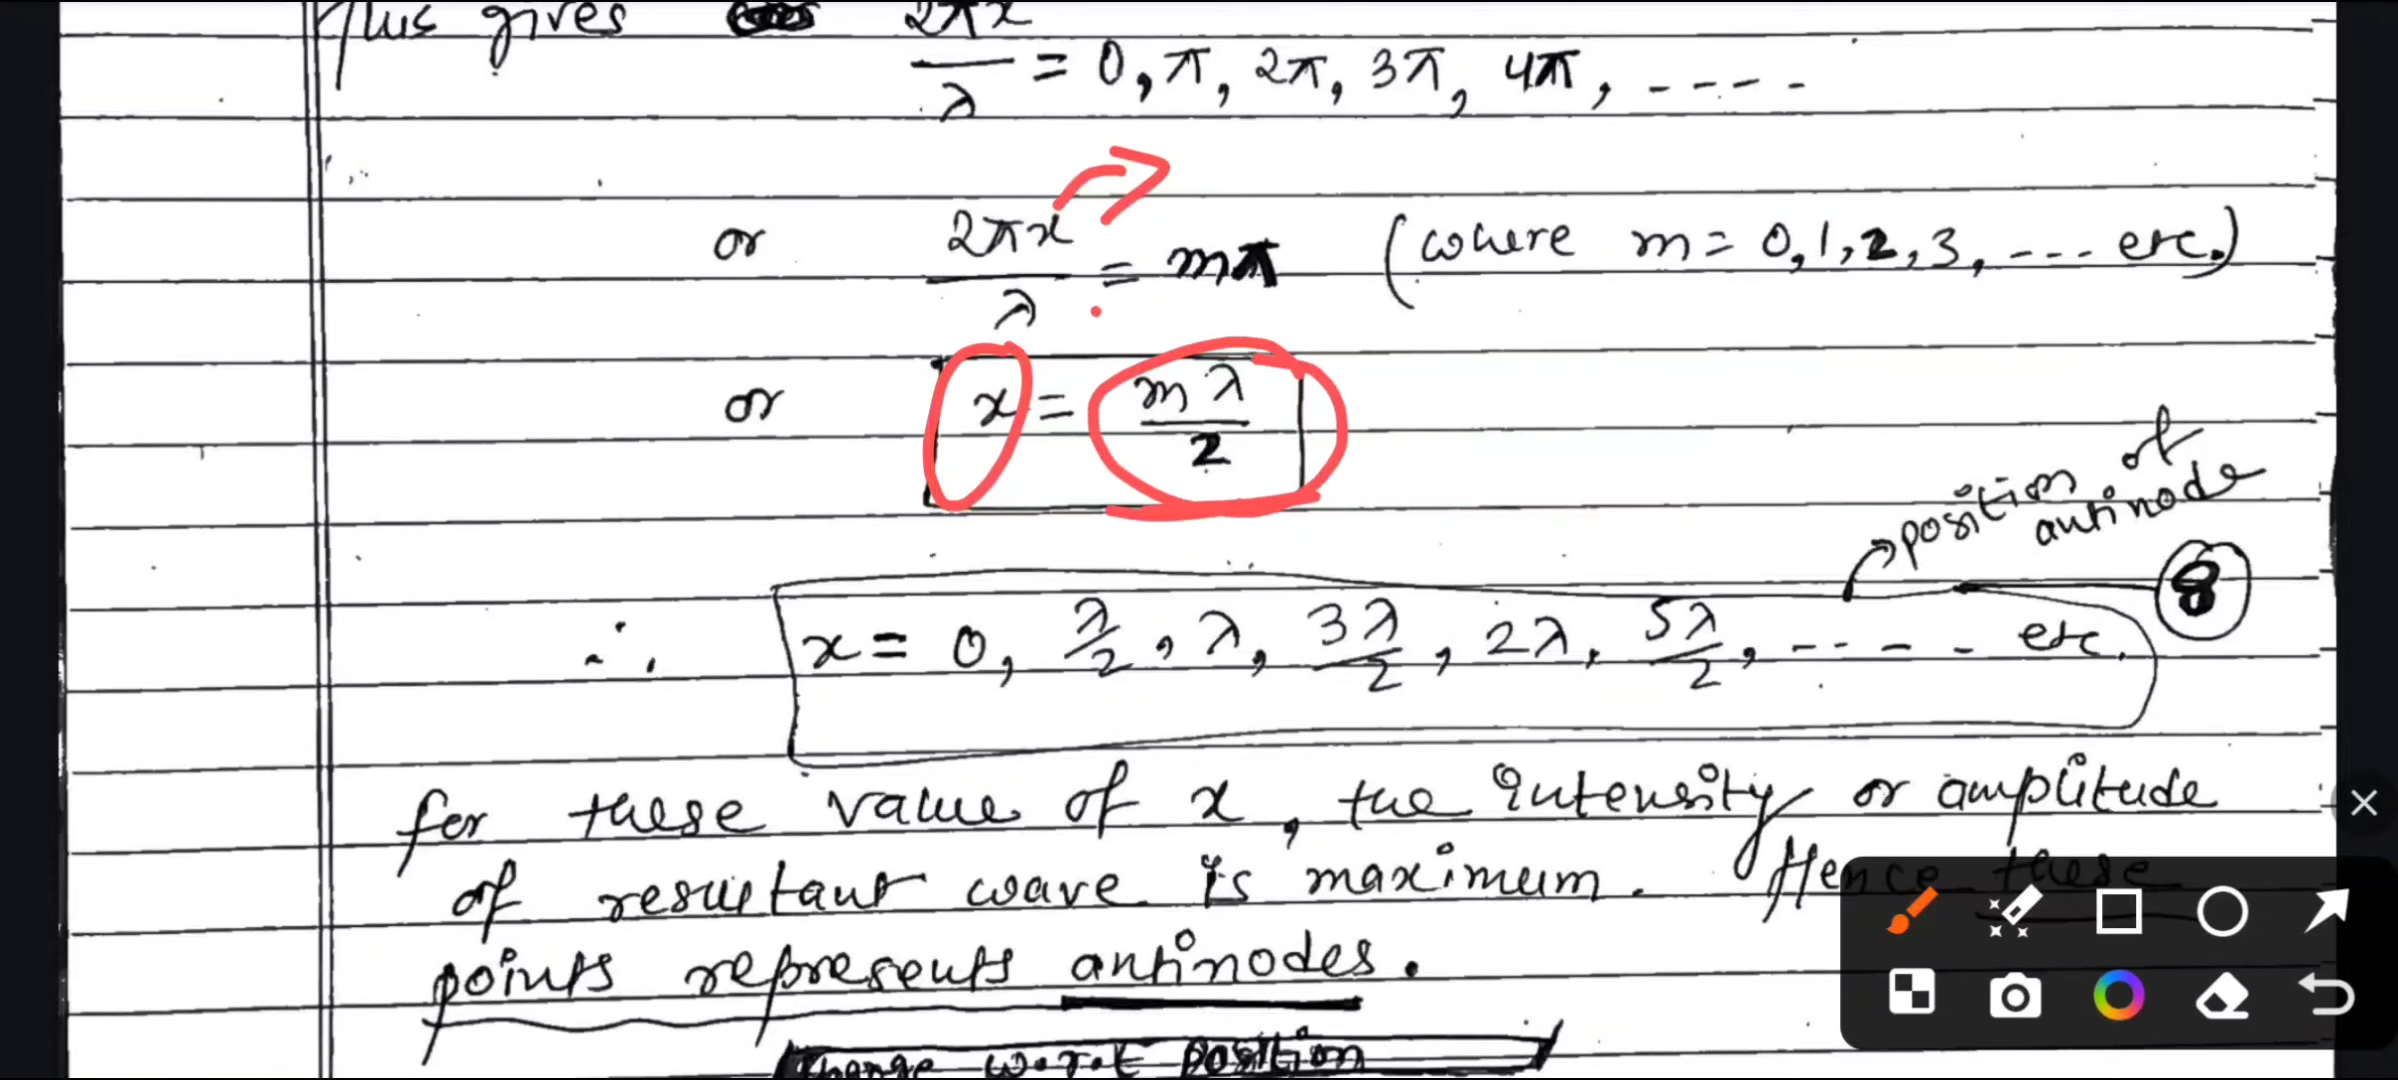 This gives 2πx/λ = 0, π, 2π, 3π, 4π, - - - -
or 2πx/λ = mπ (where m = 0,1,2,3, --- etc.)
or x = mλ/2
position of antinode
8
∴ x = 0, λ/2, λ, 3λ/2, 2λ, 5λ/2, - - - - etc.
for these value of x, the intensity or amplitude
of resultant wave is maximum. Hence these
points represents antinodes.
Change w.r.t position